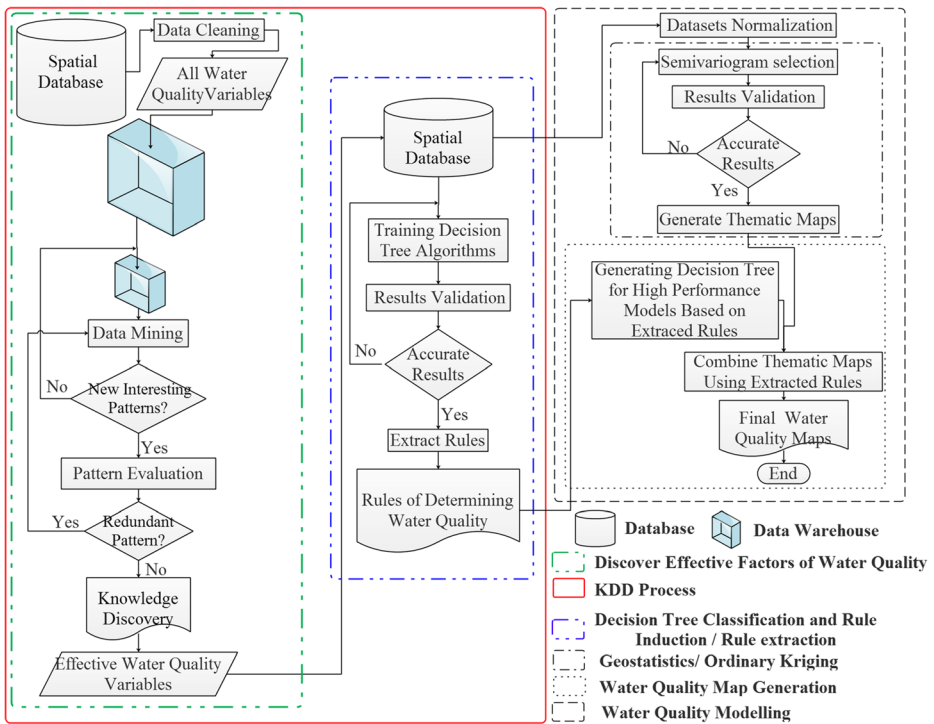 Spatial
Database
Data Cleaning
All Water
QualityVariables
Data Mining
No
New Interesting
Patterns?
Yes
Pattern Evaluation
Yes
Redundant
Pattern?
No
Knowledge
Discovery
Effective Water Quality
Variables
Spatial
Database
Training Decision
Tree Algorithms
Results Validation
No
Accurate
Results
Yes
Extract Rules
Rules of Determining
Water Quality
Datasets Normalization
Semivariogram selection
Results Validation
No
Accurate
Results
Yes
Generate Thematic Maps
Generating Decision Tree
for High Performance
Models Based on
Extraced Rules
Combine Thematic Maps
Using Extracted Rules
Final Water
Quality Maps
End
Database
Data Warehouse
Discover Effective Factors of Water Quality
KDD Process
Decision Tree Classification and Rule
Induction / Rule extraction
Geostatistics/ Ordinary Kriging
Water Quality Map Generation
Water Quality Modelling